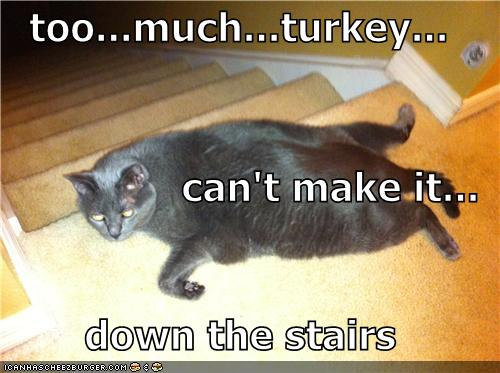 too...much...turkey...
can't make it...
down the stairs
ICANHASCHEEZBURGER.COM